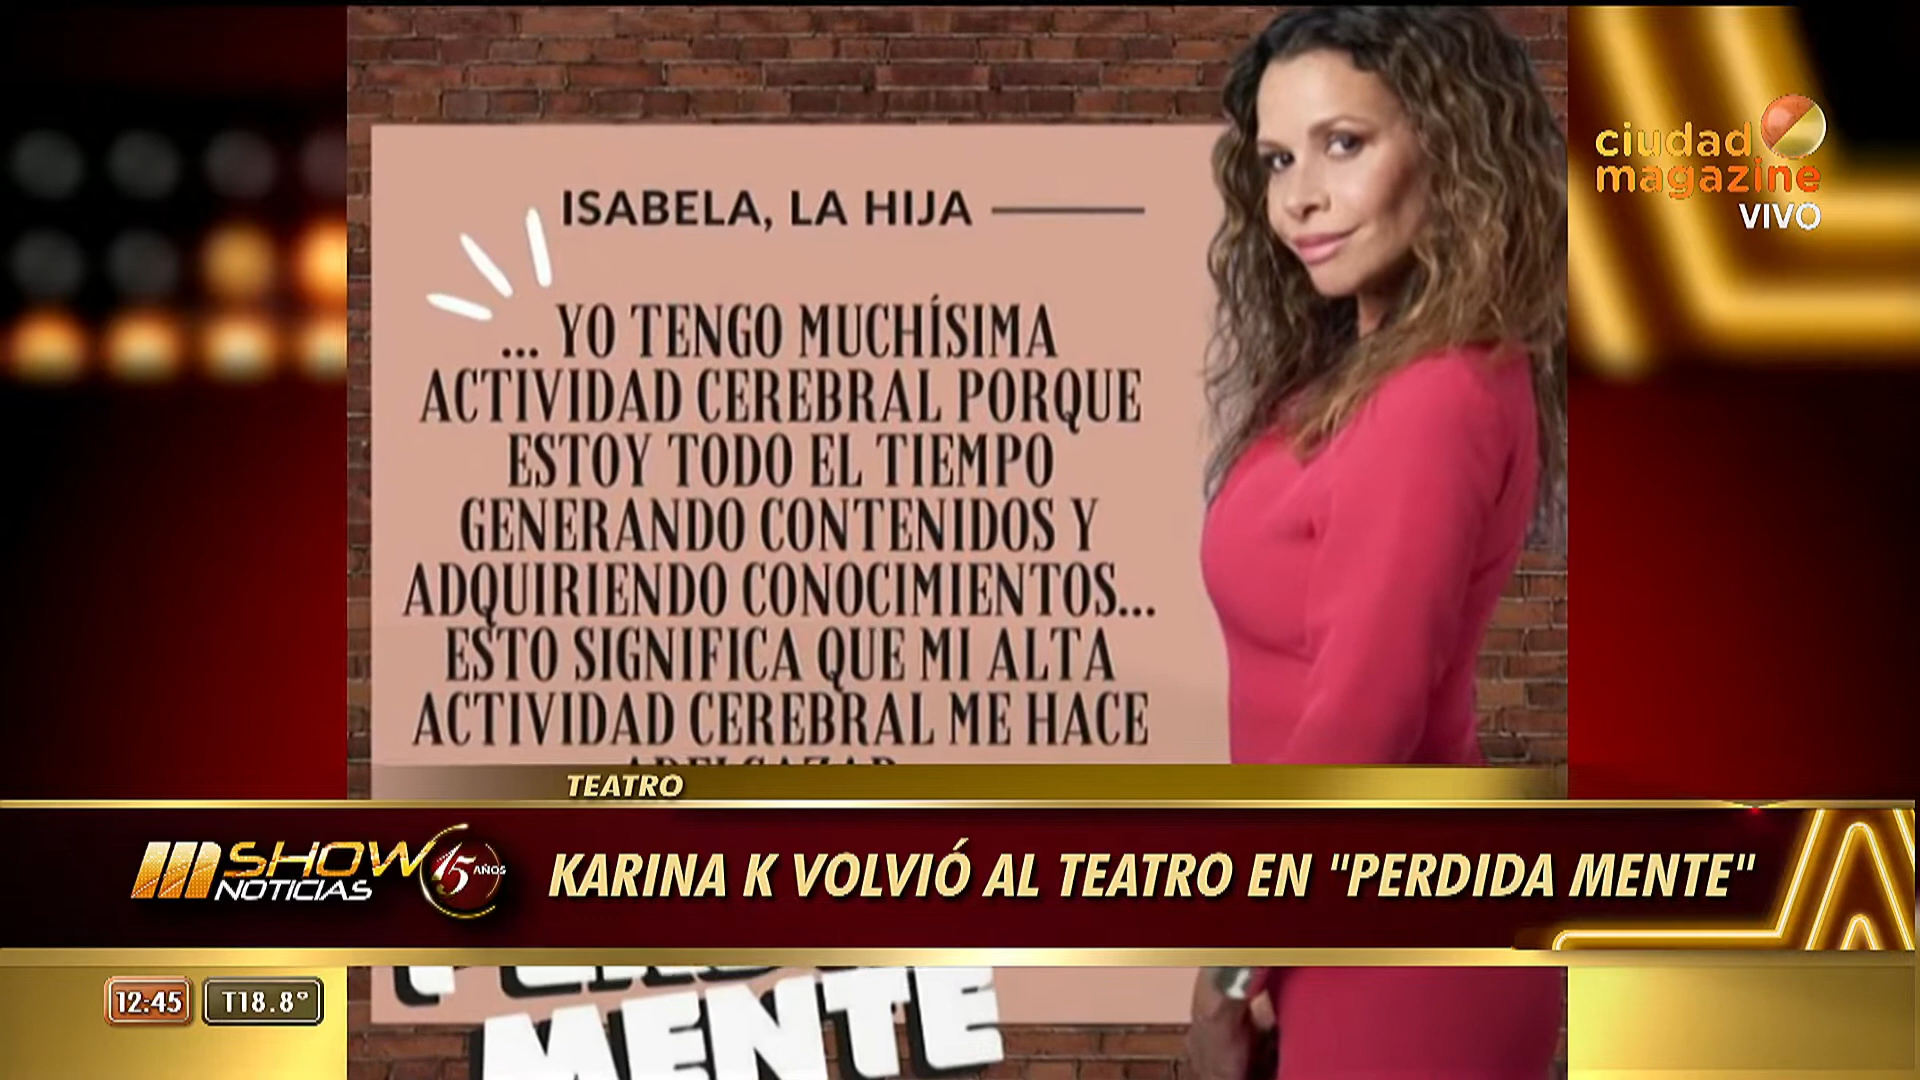 ISABELA, LA HIJA
... YO TENGO MUCHÍSIMA
ACTIVIDAD CEREBRAL PORQUE
ESTOY TODO EL TIEMPO
GENERANDO CONTENIDOS Y
ADQUIRIENDO CONOCIMIENTOS...
ESTO SIGNIFICA QUE MI ALTA
ACTIVIDAD CEREBRAL ME HACE
ciudad
magazine
VIVO
TEATRO
M SHOW
NOTICIAS
15 AÑOS
KARINA K VOLVIÓ AL TEATRO EN "PERDIDA MENTE"
12:45
T18.8°
MENTE